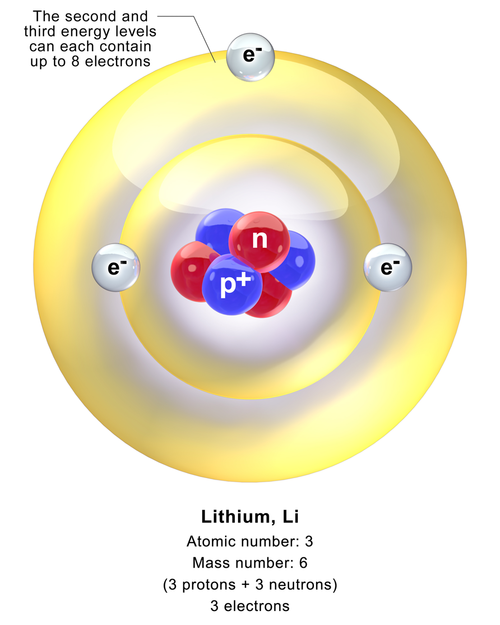 The second and
third energy levels
can each contain
up to 8 electrons
e-
n
e-
e-
p+
Lithium, Li
Atomic number: 3
Mass number: 6
(3 protons + 3 neutrons)
3 electrons